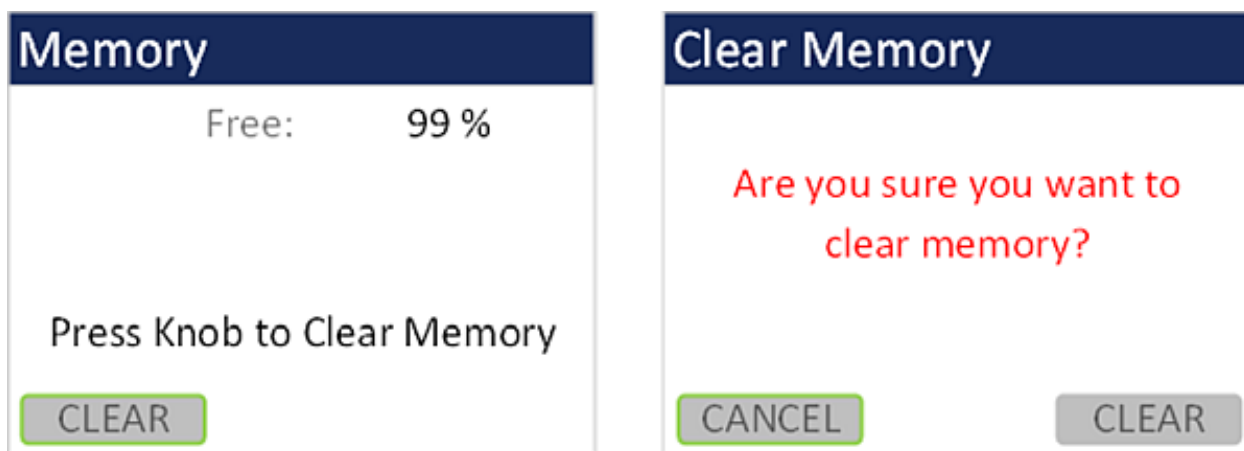 Memory
Free: 99 %
Press Knob to Clear Memory
CLEAR
Clear Memory
Are you sure you want to
clear memory?
CANCEL CLEAR